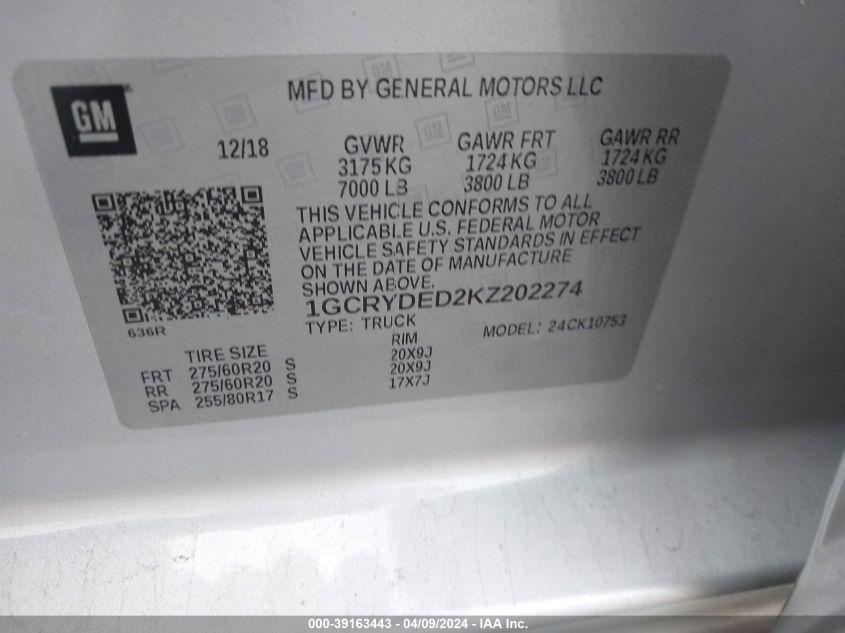 GM
MFD BY GENERAL MOTORS LLC
12/18 GVWR GAWR FRT GAWR RR
3175 KG 1724 KG 1724 KG
7000 LB 3800 LB 3800 LB
THIS VEHICLE CONFORMS TO ALL
APPLICABLE U.S. FEDERAL MOTOR
VEHICLE SAFETY STANDARDS IN EFFECT
ON THE DATE OF MANUFACTURE
SHOWN ABOVE.
1GCRYDED2KZ202274
636R
TYPE: TRUCK MODEL: 24CK10753
TIRE SIZE RIM
FRT 275/60R20 S 20X9J
RR 275/60R20 S 20X9J
SPA 255/80R17 S 17X7J
000-39163443 - 04/09/2024 - IAA Inc.